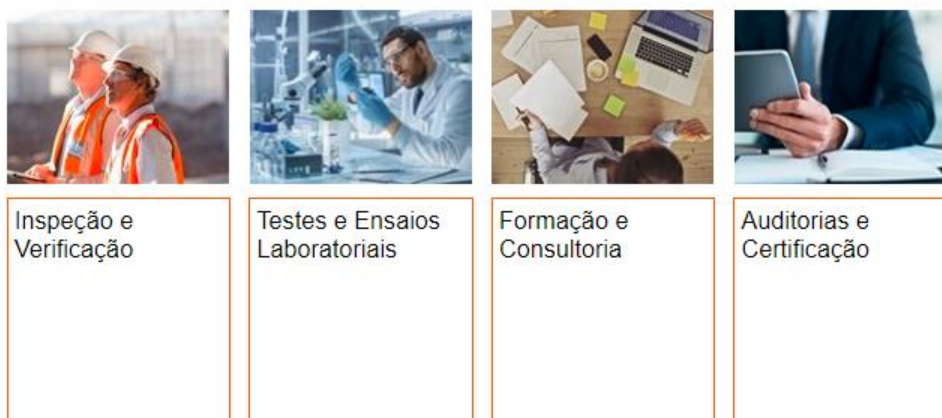 Inspeção e
Verificação
Testes e Ensaios
Laboratoriais
Formação e
Consultoria
Auditorias e
Certificação